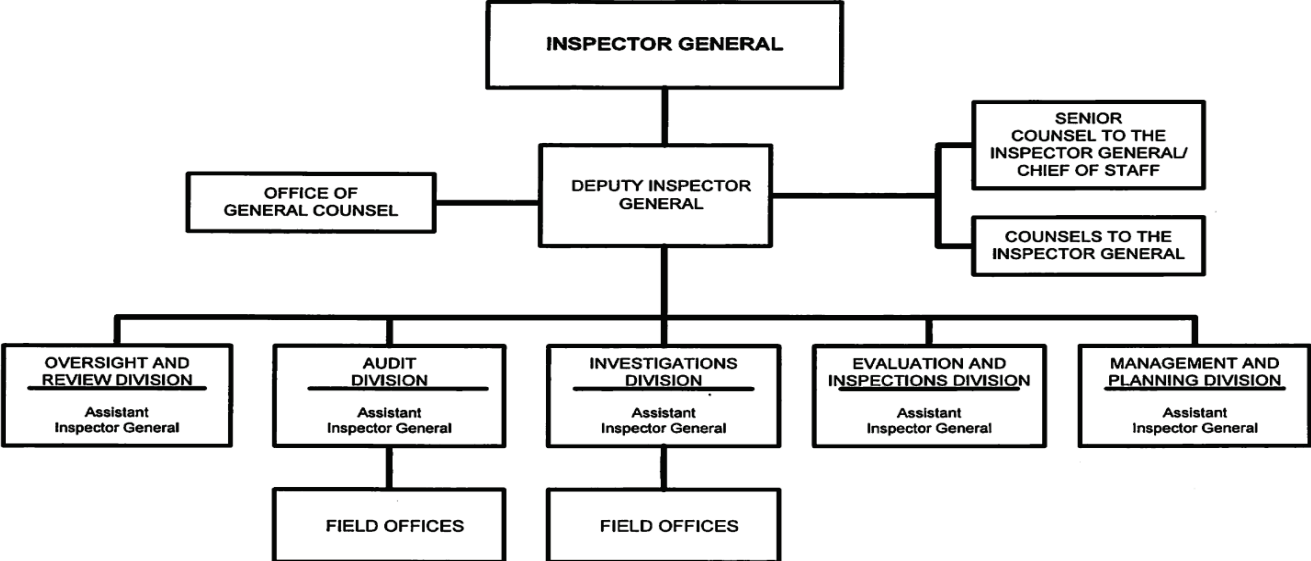 INSPECTOR GENERAL
SENIOR
COUNSEL TO THE
INSPECTOR GENERAL/
CHIEF OF STAFF
DEPUTY INSPECTOR
GENERAL
OFFICE OF
GENERAL COUNSEL
COUNSELS TO THE
INSPECTOR GENERAL
OVERSIGHT AND
REVIEW DIVISION
Assistant
Inspector General
AUDIT
DIVISION
Assistant
Inspector General
INVESTIGATIONS
DIVISION
Assistant
Inspector General
EVALUATION AND
INSPECTIONS DIVISION
Assistant
Inspector General
MANAGEMENT AND
PLANNING DIVISION
Assistant
Inspector General
FIELD OFFICES
FIELD OFFICES